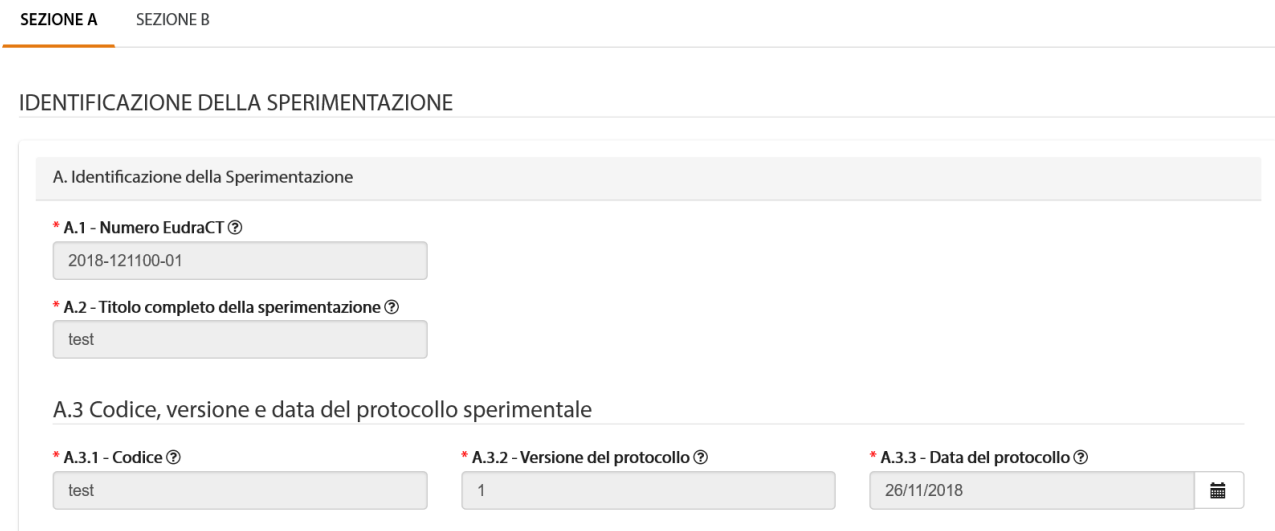 SEZIONE A SEZIONE B
IDENTIFICAZIONE DELLA SPERIMENTAZIONE
A. Identificazione della Sperimentazione
* A.1 - Numero EudraCT
2018-121100-01
* A.2 - Titolo completo della sperimentazione
test
A.3 Codice, versione e data del protocollo sperimentale
* A.3.1 - Codice * A.3.2 - Versione del protocollo * A.3.3 - Data del protocollo
test 1 26/11/2018